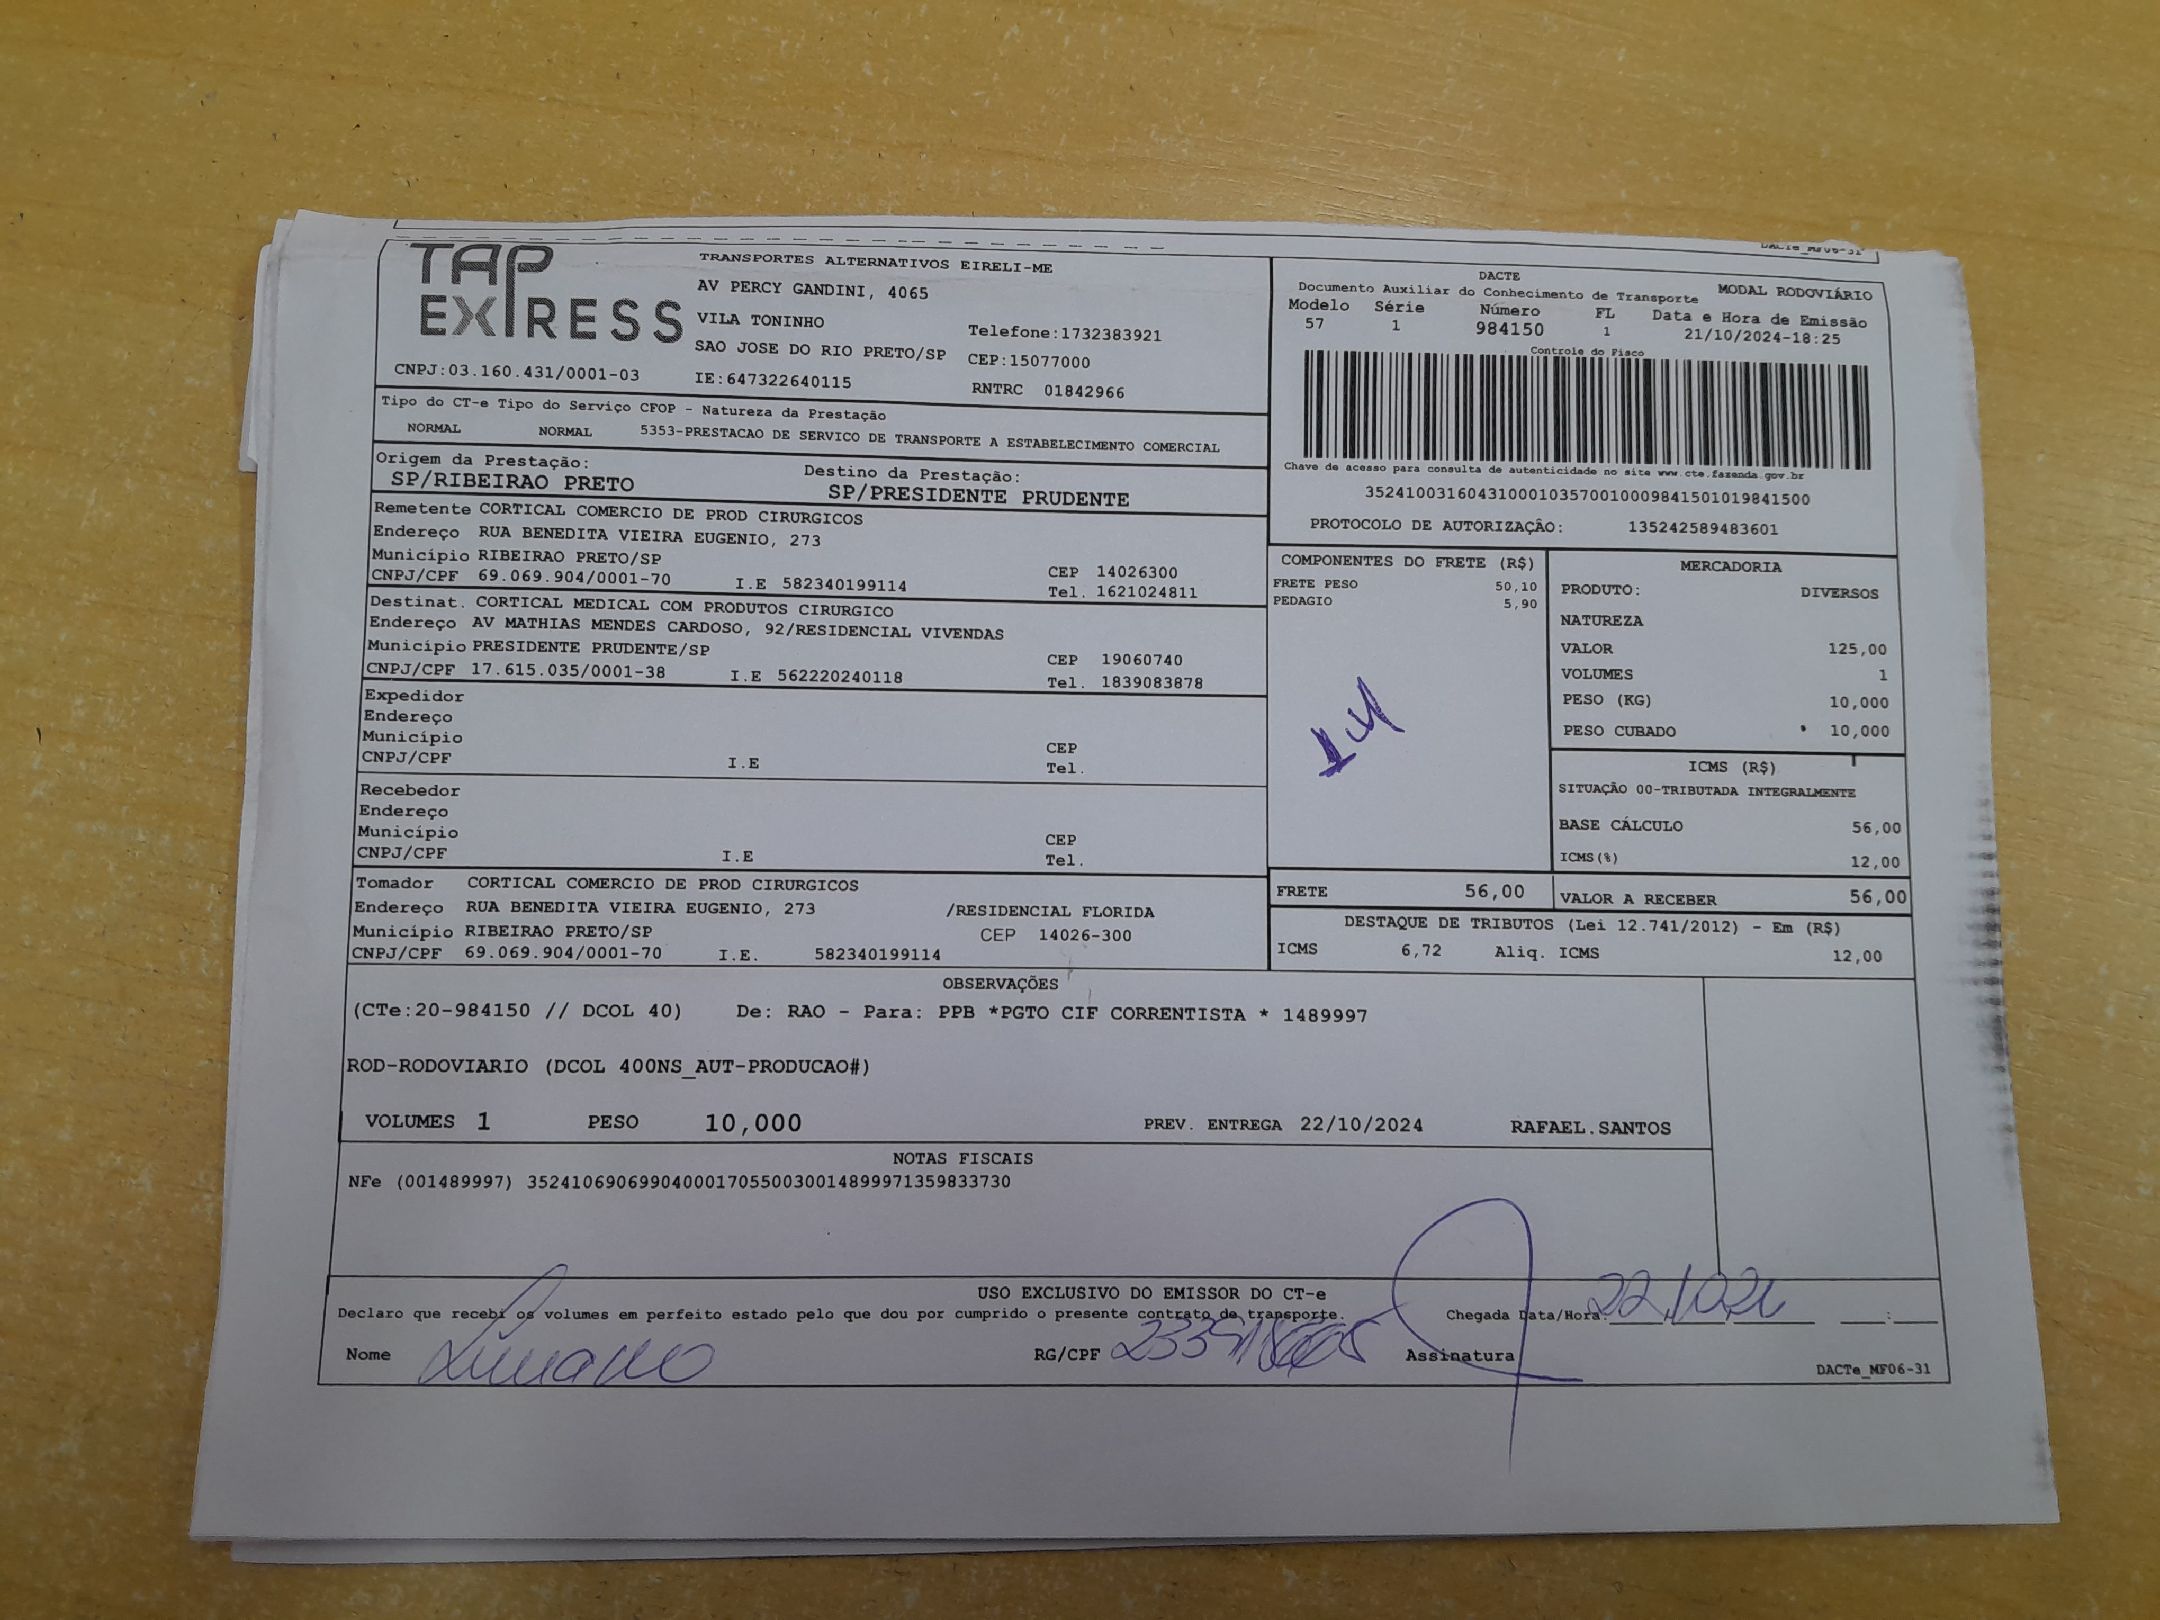 DACTe_MF06-31
TAP EXPRESS
TRANSPORTES ALTERNATIVOS EIRELI-ME
AV PERCY GANDINI, 4065
VILA TONINHO Telefone:1732383921
SAO JOSE DO RIO PRETO/SP CEP:15077000
CNPJ:03.160.431/0001-03 IE:647322640115 RNTRC 01842966
DACTE MODAL RODOVIÁRIO
Documento Auxiliar do Conhecimento de Transporte
Modelo Série Número FL Data e Hora de Emissão
57 1 984150 1 21/10/2024-18:25
Controle do Fisco
Chave de acesso para consulta de autenticidade no site www.cte.fazenda.gov.br
35241003160431000103570010009841501019841500
PROTOCOLO DE AUTORIZAÇÃO: 135242589483601
Tipo do CT-e Tipo do Serviço CFOP - Natureza da Prestação
NORMAL NORMAL 5353-PRESTACAO DE SERVICO DE TRANSPORTE A ESTABELECIMENTO COMERCIAL
Origem da Prestação: Destino da Prestação:
SP/RIBEIRAO PRETO SP/PRESIDENTE PRUDENTE
Remetente CORTICAL COMERCIO DE PROD CIRURGICOS
Endereço RUA BENEDITA VIEIRA EUGENIO, 273
Município RIBEIRAO PRETO/SP CEP 14026300
CNPJ/CPF 69.069.904/0001-70 I.E 582340199114 Tel. 1621024811
Destinat. CORTICAL MEDICAL COM PRODUTOS CIRURGICO
Endereço AV MATHIAS MENDES CARDOSO, 92/RESIDENCIAL VIVENDAS
Município PRESIDENTE PRUDENTE/SP CEP 19060740
CNPJ/CPF 17.615.035/0001-38 I.E 562220240118 Tel. 1839083878
Expedidor
Endereço
Município CEP
CNPJ/CPF I.E Tel.
Recebedor
Endereço
Município CEP
CNPJ/CPF I.E Tel.
Tomador CORTICAL COMERCIO DE PROD CIRURGICOS
Endereço RUA BENEDITA VIEIRA EUGENIO, 273 /RESIDENCIAL FLORIDA
Município RIBEIRAO PRETO/SP CEP 14026-300
CNPJ/CPF 69.069.904/0001-70 I.E. 582340199114
COMPONENTES DO FRETE (R$)
FRETE PESO 50,10
PEDAGIO 5,90
MERCADORIA
PRODUTO: DIVERSOS
NATUREZA
VALOR 125,00
VOLUMES 1
PESO (KG) 10,000
PESO CUBADO 10,000
ICMS (R$)
SITUAÇÃO 00-TRIBUTADA INTEGRALMENTE
BASE CÁLCULO 56,00
ICMS(%) 12,00
FRETE 56,00 VALOR A RECEBER 56,00
DESTAQUE DE TRIBUTOS (Lei 12.741/2012) - Em (R$)
ICMS 6,72 Aliq. ICMS 12,00
OBSERVAÇÕES
(CTe:20-984150 // DCOL 40) De: RAO - Para: PPB *PGTO CIF CORRENTISTA * 1489997
ROD-RODOVIARIO (DCOL 400NS_AUT-PRODUCAO#)
VOLUMES 1 PESO 10,000 PREV. ENTREGA 22/10/2024 RAFAEL.SANTOS
NOTAS FISCAIS
NFe (001489997) 35241069069904000170550030014899971359833730
USO EXCLUSIVO DO EMISSOR DO CT-e
Declaro que recebi os volumes em perfeito estado pelo que dou por cumprido o presente contrato de transporte. Chegada Data/Hora:
Nome RG/CPF Assinatura
DACTe_MF06-31